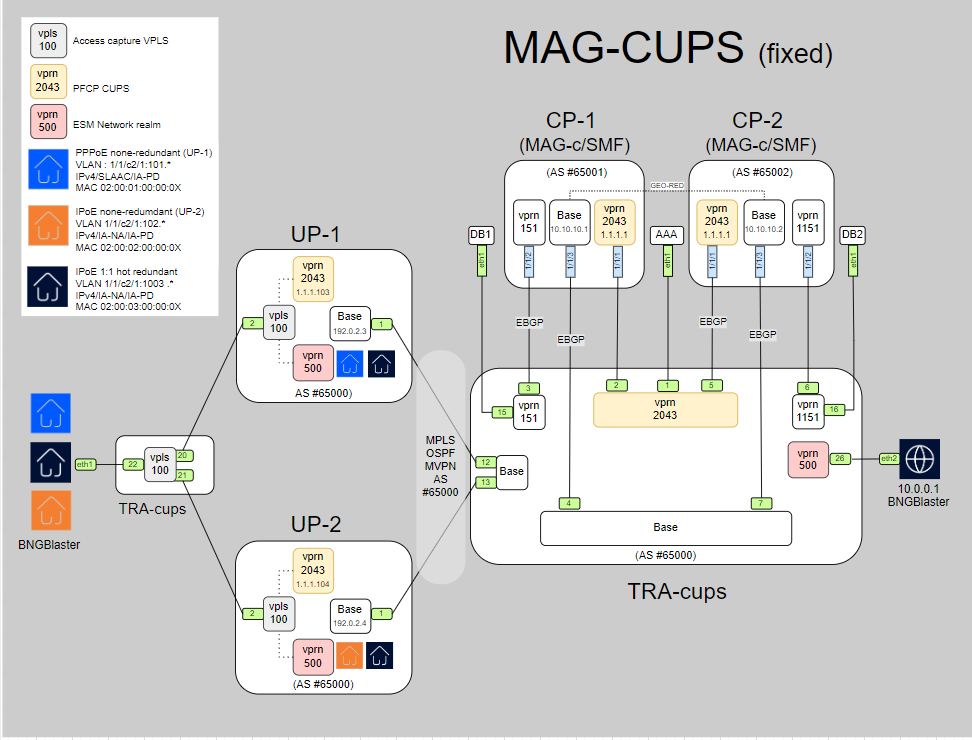 MAG-CUPS (fixed)
vpls
100
Access capture VPLS
vprn
2043
PFCP CUPS
vprn
500
ESM Network realm
PPPoE none-redundant (UP-1)
VLAN : 1/1/c2/1:101.*
IPv4/SLAAC/IA-PD
MAC 02:00:01:00:00:0X
IPoE none-redumdant (UP-2)
VLAN 1/1/c2/1:102.*
IPv4/IA-NA/IA-PD
MAC 02:00:02:00:00:0X
IPoE 1:1 hot redundant
VLAN 1/1/c2/1:1003 .*
IPv4/IA-NA/IA-PD
MAC 02:00:03:00:00:0X
CP-1
(MAG-c/SMF)
(AS #65001)
vprn
151
Base
10.10.10.1
vprn
2043
1.1.1.1
1/1/2
1/1/3
1/1/1
GEO-RED
CP-2
(MAG-c/SMF)
(AS #65002)
vprn
2043
1.1.1.1
Base
10.10.10.2
vprn
1151
1/1/1
1/1/3
1/1/2
DB1
eth1
AAA
eth1
DB2
eth1
EBGP
EBGP
EBGP
EBGP
UP-1
vprn
2043
1.1.1.103
vpls
100
Base
192.0.2.3
2
1
vprn
500
AS #65000)
BNGBlaster
eth1
22
vpls
100
20
21
TRA-cups
UP-2
vprn
2043
1.1.1.104
vpls
100
Base
192.0.2.4
2
1
vprn
500
(AS #65000)
MPLS
OSPF
MVPN
AS
#65000
3
2
1
5
6
15
vprn
151
vprn
2043
vprn
1151
16
12
13
Base
vprn
500
26
eth2
10.0.0.1
BNGBlaster
4
7
Base
(AS #65000)
TRA-cups